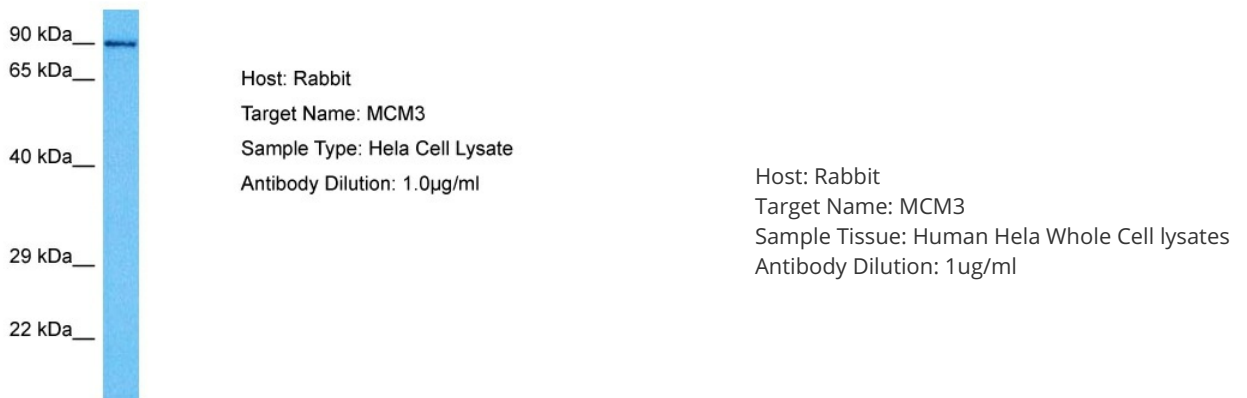 90 kDa__
65 kDa__
40 kDa__
29 kDa__
22 kDa__
Host: Rabbit
Target Name: MCM3
Sample Type: Hela Cell Lysate
Antibody Dilution: 1.0µg/ml
Host: Rabbit
Target Name: MCM3
Sample Tissue: Human Hela Whole Cell lysates
Antibody Dilution: 1ug/ml